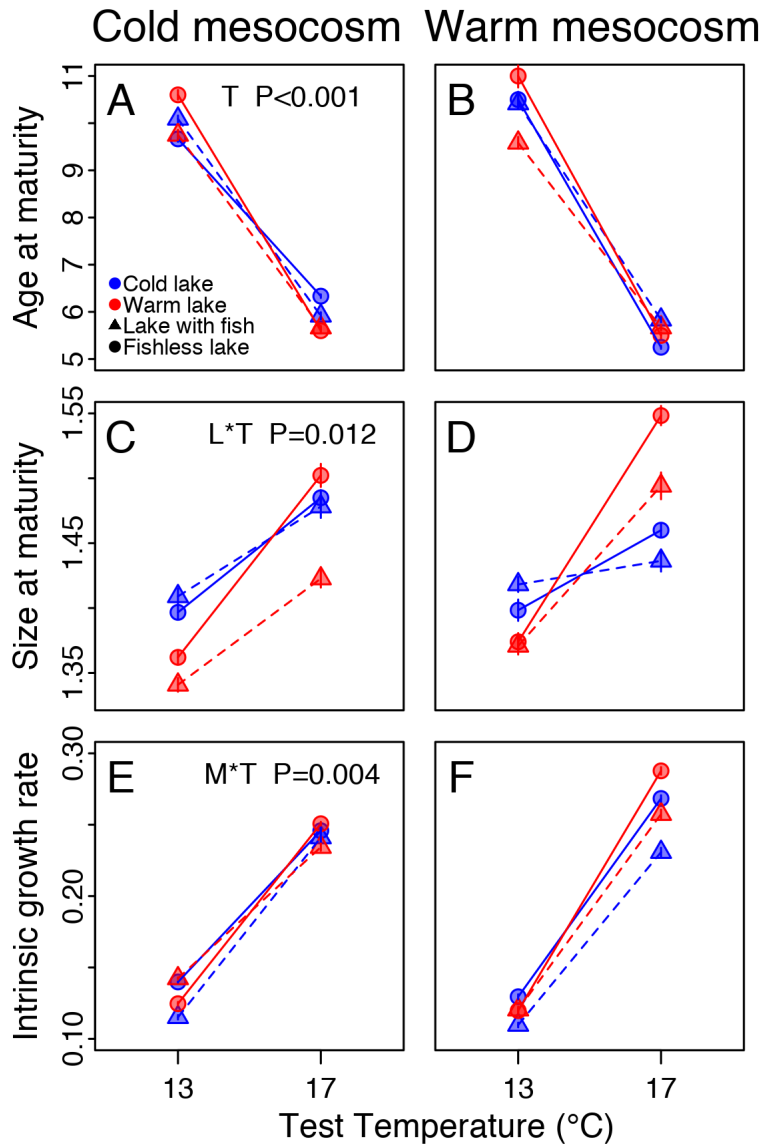 Cold mesocosm Warm mesocosm
A T P<0.001 B
Age at maturity
11
9
8
7
6
5
Cold lake
Warm lake
Lake with fish
Fishless lake
C L*T P=0.012 D
Size at maturity
1.55
1.45
1.35
E M*T P=0.004 F
Intrinsic growth rate
0.30
0.20
0.10
13 17 13 17
Test Temperature (°C)